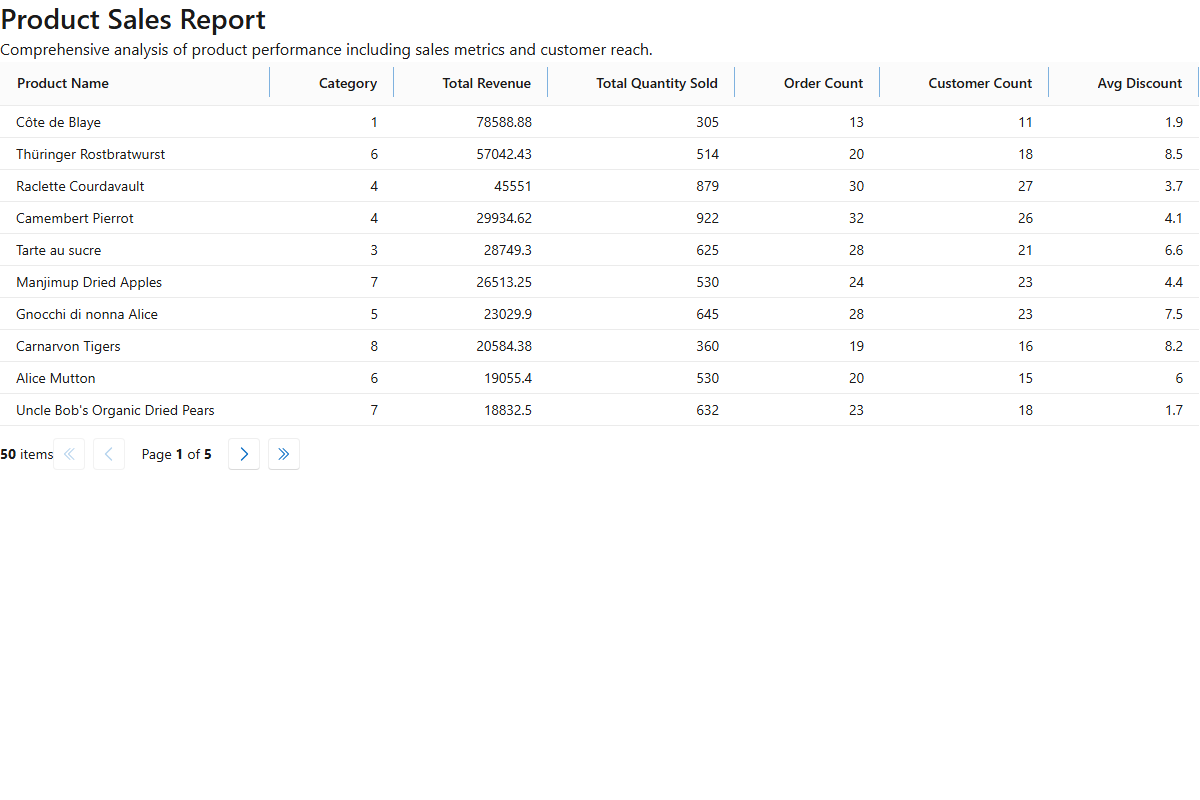 Product Sales Report
Comprehensive analysis of product performance including sales metrics and customer reach.
Product Name Category Total Revenue Total Quantity Sold Order Count Customer Count Avg Discount
Côte de Blaye 1 78588.88 305 13 11 1.9
Thüringer Rostbratwurst 6 57042.43 514 20 18 8.5
Raclette Courdavault 4 45551 879 30 27 3.7
Camembert Pierrot 4 29934.62 922 32 26 4.1
Tarte au sucre 3 28749.3 625 28 21 6.6
Manjimup Dried Apples 7 26513.25 530 24 23 4.4
Gnocchi di nonna Alice 5 23029.9 645 28 23 7.5
Carnarvon Tigers 8 20584.38 360 19 16 8.2
Alice Mutton 6 19055.4 530 20 15 6
Uncle Bob's Organic Dried Pears 7 18832.5 632 23 18 1.7
50 items Page 1 of 5